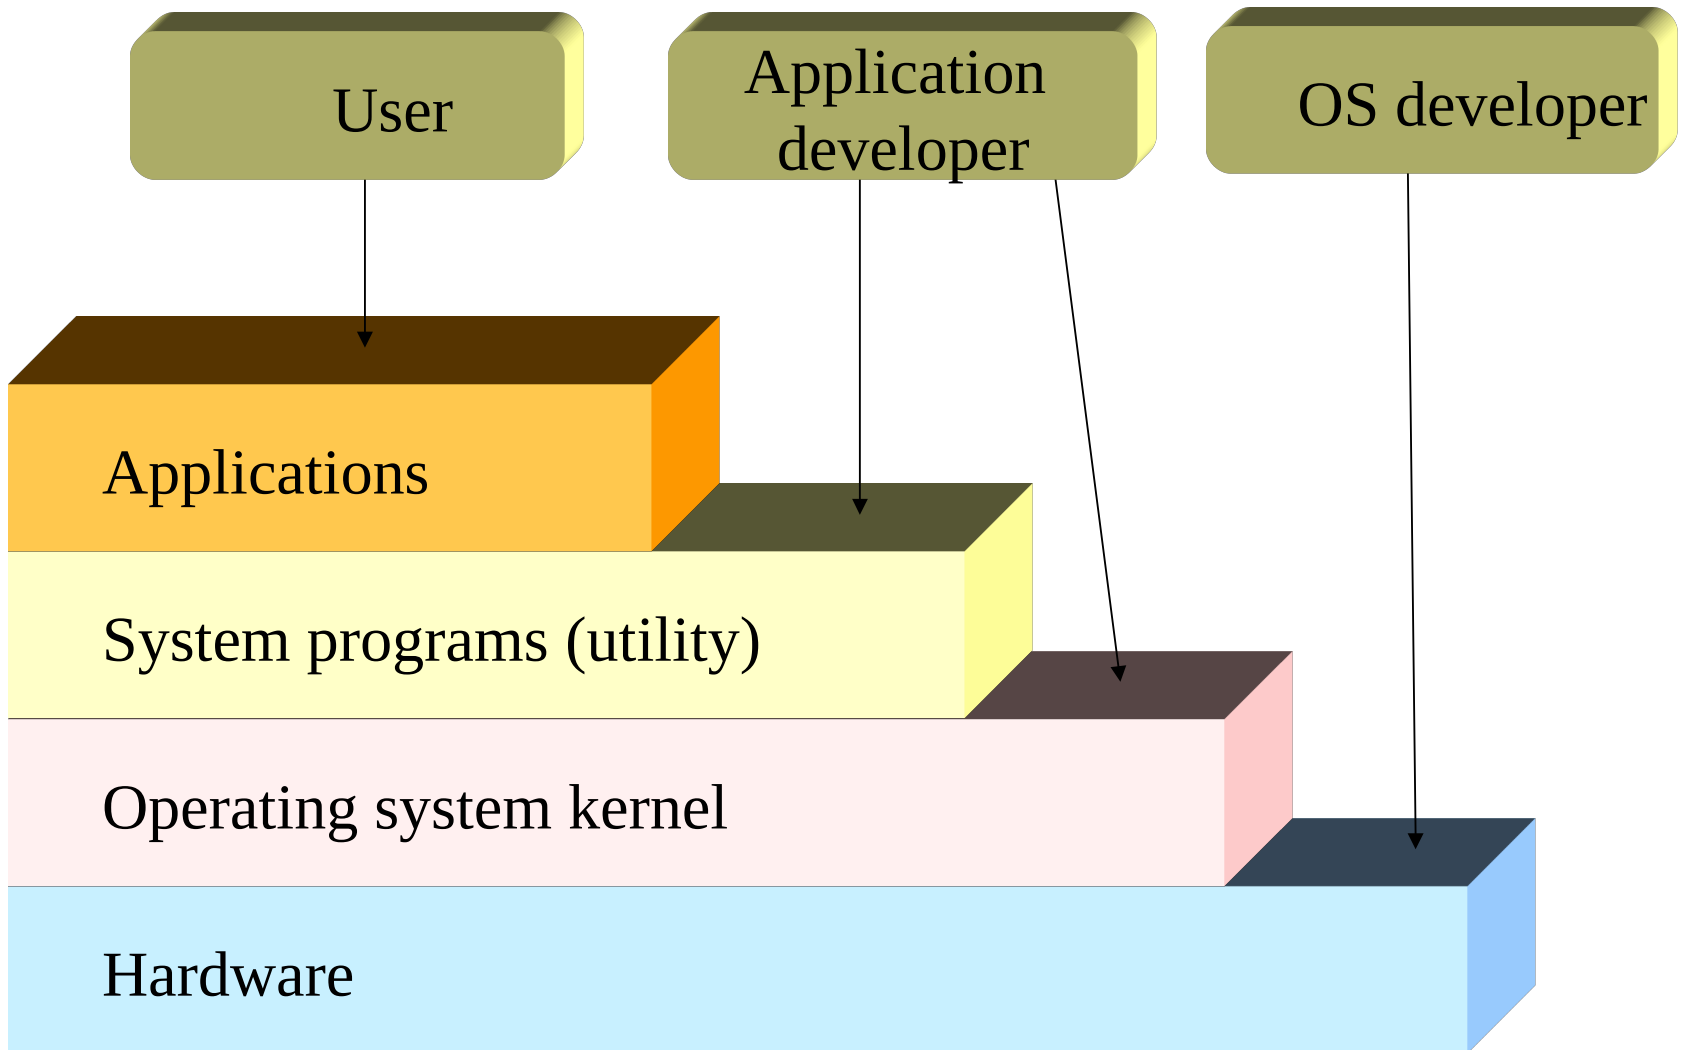 User
Application
developer
OS developer
Applications
System programs (utility)
Operating system kernel
Hardware